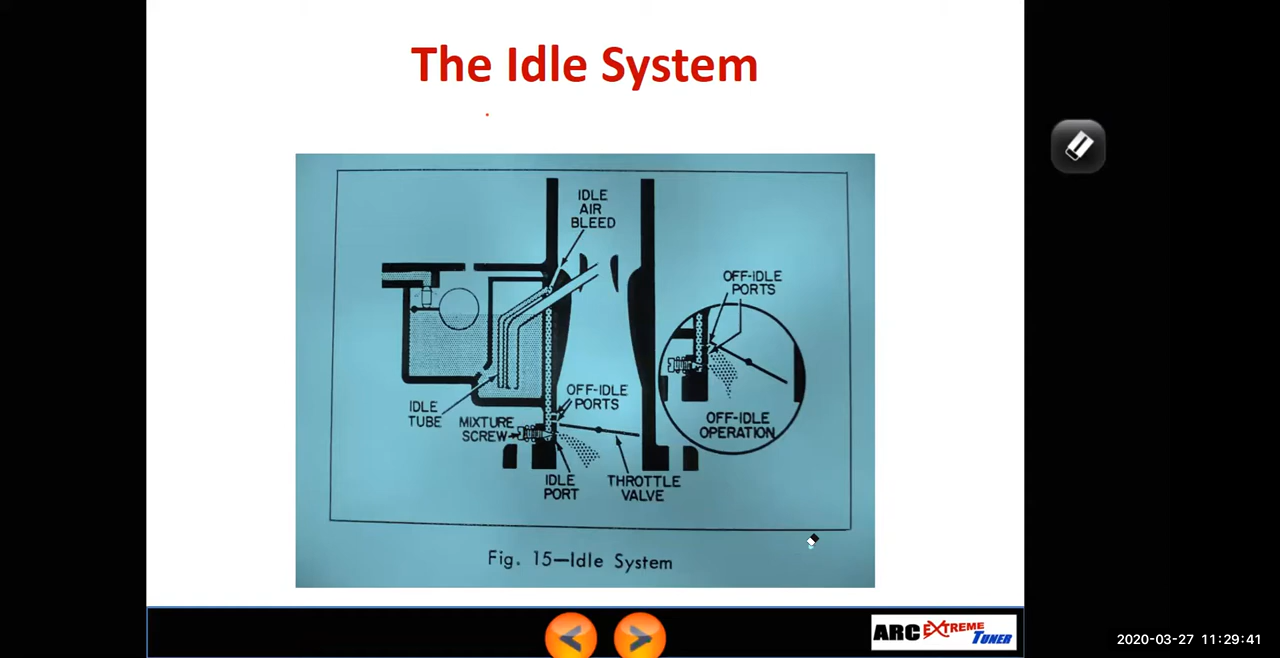 The Idle System
IDLE
AIR
BLEED
OFF-IDLE
PORTS
OFF-IDLE
PORTS
IDLE
TUBE
MIXTURE
SCREW
OFF-IDLE
OPERATION
IDLE
PORT
THROTTLE
VALVE
Fig. 15—Idle System
ARC EXTREME
TUNER
2020-03-27 11:29:41